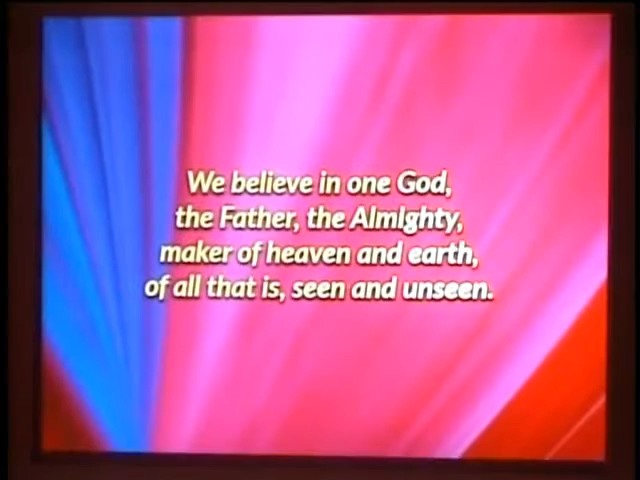 We believe in one God,
the Father, the Almighty,
maker of heaven and earth,
of all that is, seen and unseen.